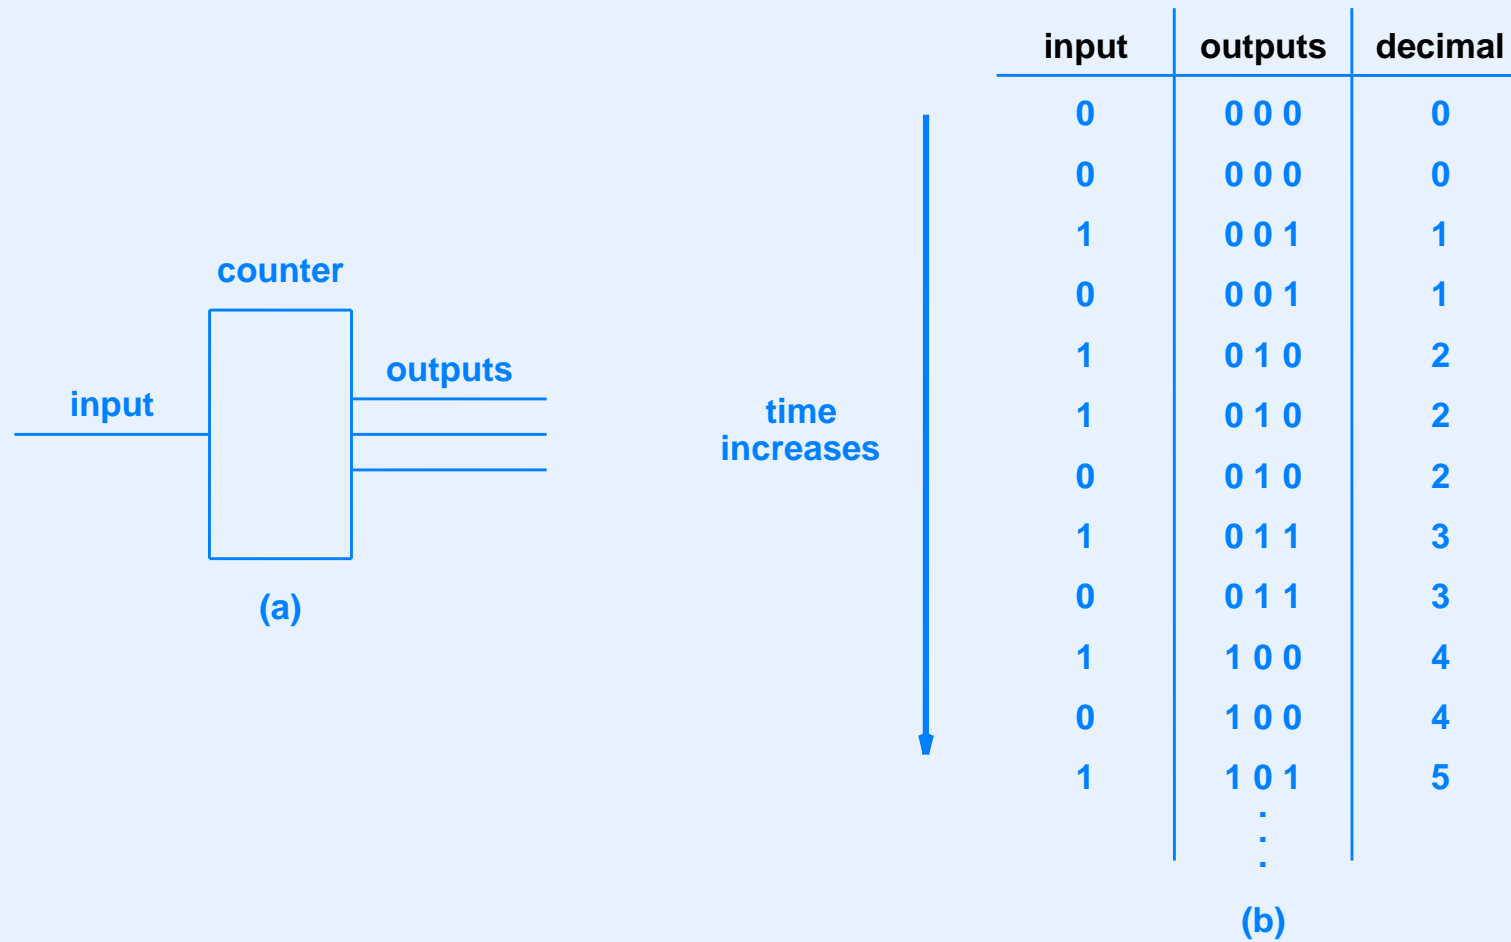 counter
input
outputs
(a)
time
increases
input outputs decimal
0 0 0 0 0
0 0 0 0 0
1 0 0 1 1
0 0 0 1 1
1 0 1 0 2
1 0 1 0 2
0 0 1 0 2
1 0 1 1 3
0 0 1 1 3
1 1 0 0 4
0 1 0 0 4
1 1 0 1 5
.
.
.
(b)